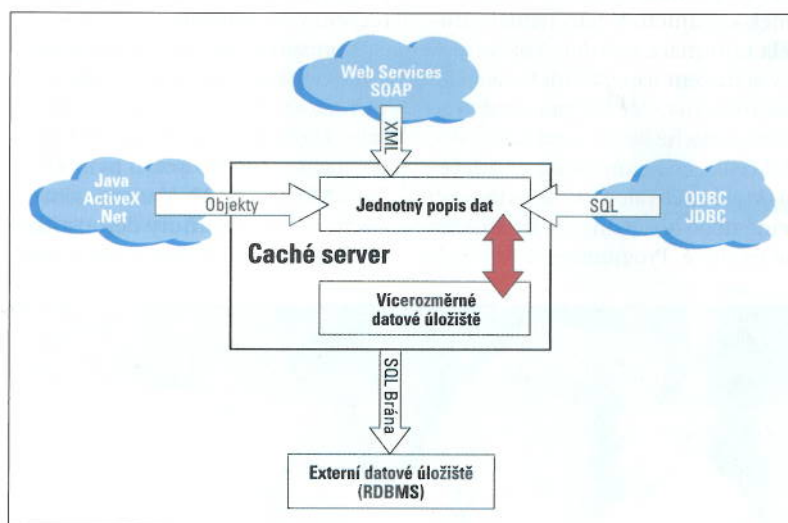 Web Services
SOAP
XML
Java
ActiveX
.Net
Objekty
Jednotný popis dat
SQL
ODBC
JDBC
Caché server
Vícerozměrné
datové úložiště
SQL Brána
Externí datové úložiště
(RDBMS)